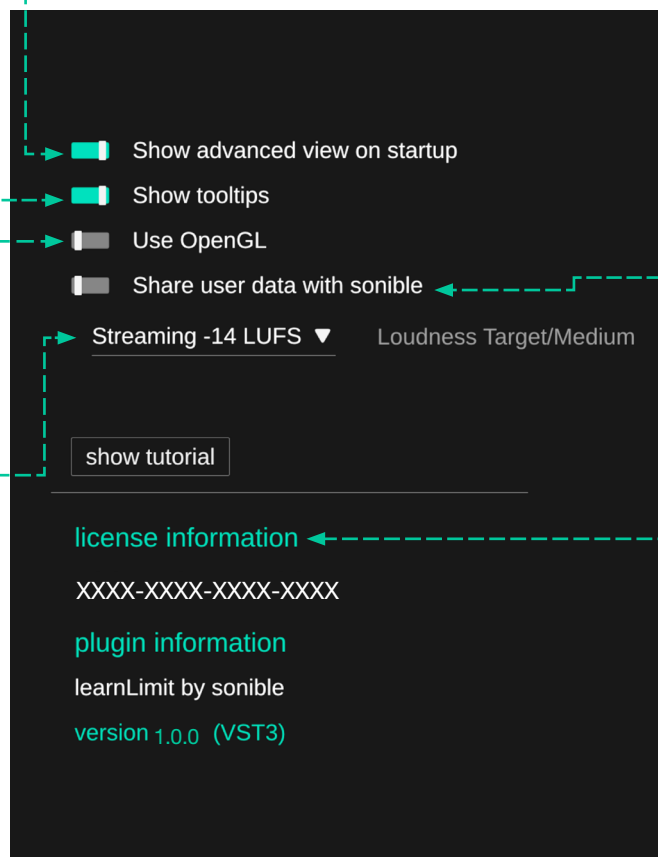 Show advanced view on startup
Show tooltips
Use OpenGL
Share user data with sonible
Streaming -14 LUFS Loudness Target/Medium
show tutorial
license information
XXXX-XXXX-XXXX-XXXX
plugin information
learnLimit by sonible
version 1.0.0 (VST3)